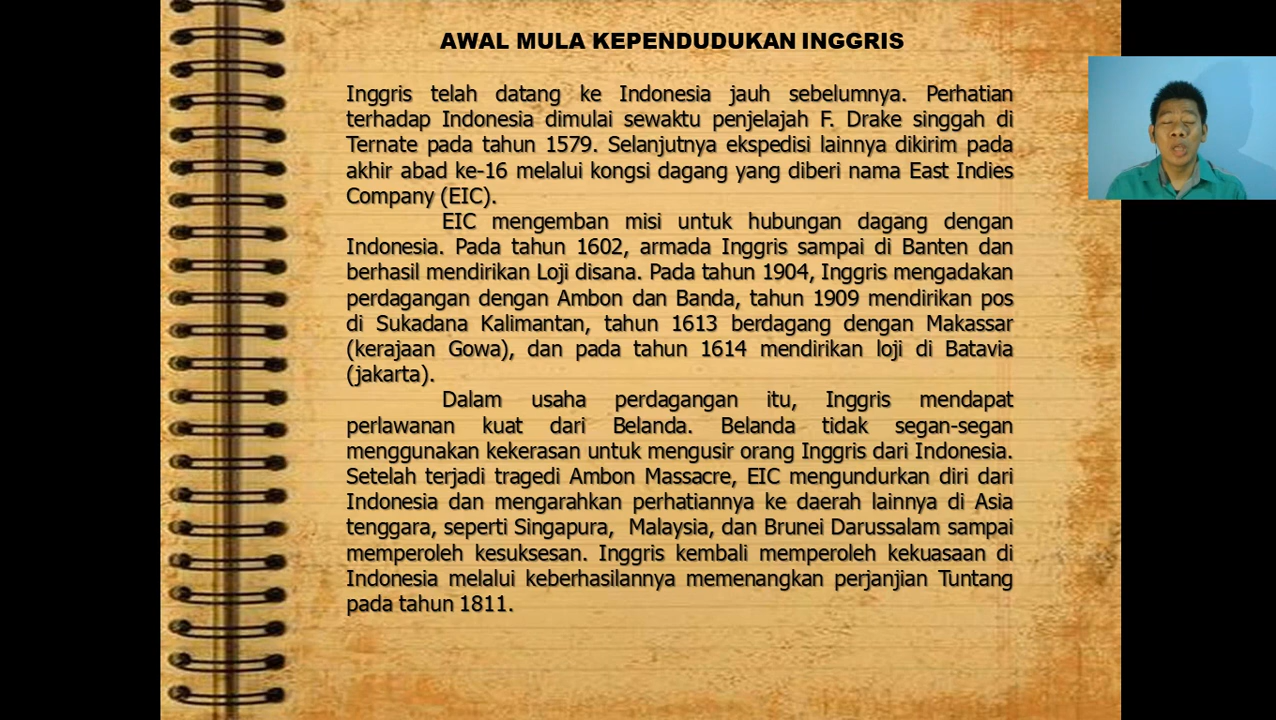 AWAL MULA KEPENDUDUKAN INGGRIS
Inggris telah datang ke Indonesia jauh sebelumnya. Perhatian
terhadap Indonesia dimulai sewaktu penjelajah F. Drake singgah di
Ternate pada tahun 1579. Selanjutnya ekspedisi lainnya dikirim pada
akhir abad ke-16 melalui kongsi dagang yang diberi nama East Indies
Company (EIC).
EIC mengemban misi untuk hubungan dagang dengan
Indonesia. Pada tahun 1602, armada Inggris sampai di Banten dan
berhasil mendirikan Loji disana. Pada tahun 1904, Inggris mengadakan
perdagangan dengan Ambon dan Banda, tahun 1909 mendirikan pos
di Sukadana Kalimantan, tahun 1613 berdagang dengan Makassar
(kerajaan Gowa), dan pada tahun 1614 mendirikan loji di Batavia
(jakarta).
Dalam usaha perdagangan itu, Inggris mendapat
perlawanan kuat dari Belanda. Belanda tidak segan-segan
menggunakan kekerasan untuk mengusir orang Inggris dari Indonesia.
Setelah terjadi tragedi Ambon Massacre, EIC mengundurkan diri dari
Indonesia dan mengarahkan perhatiannya ke daerah lainnya di Asia
tenggara, seperti Singapura, Malaysia, dan Brunei Darussalam sampai
memperoleh kesuksesan. Inggris kembali memperoleh kekuasaan di
Indonesia melalui keberhasilannya memenangkan perjanjian Tuntang
pada tahun 1811.